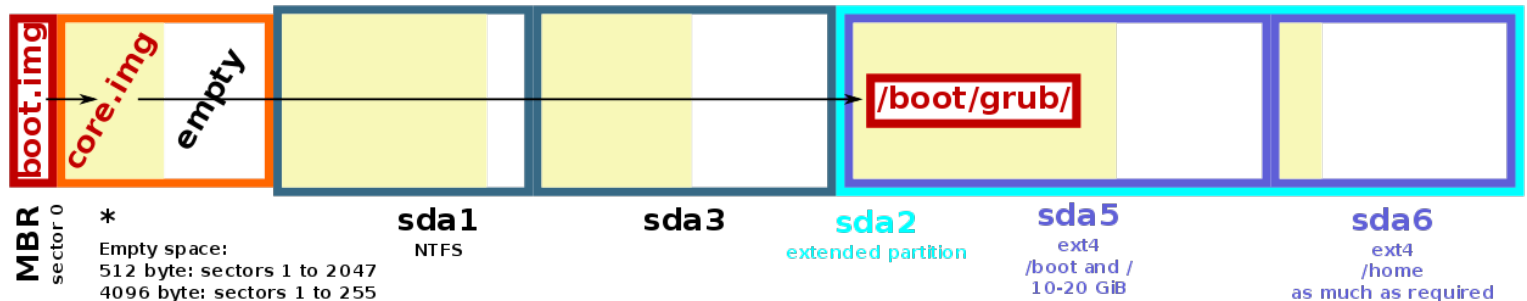 boot.img
core.img
empty
/boot/grub/
MBR
sector 0
*
Empty space:
512 byte: sectors 1 to 2047
4096 byte: sectors 1 to 255
sda1
NTFS
sda3
sda2
extended partition
sda5
ext4
/boot and /
10-20 GiB
sda6
ext4
/home
as much as required